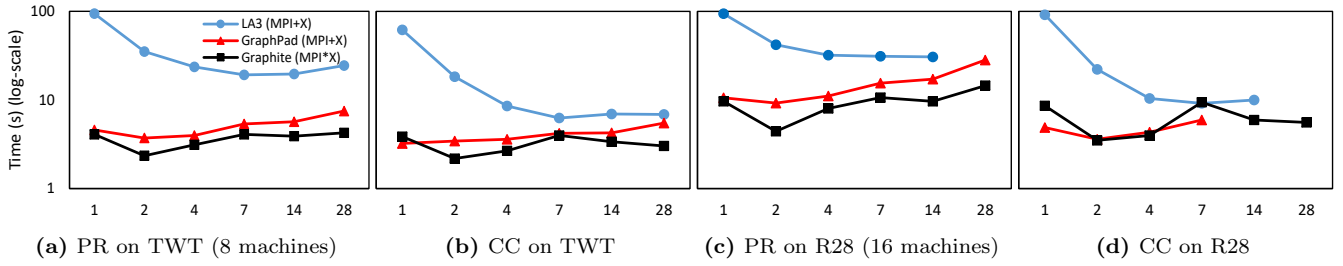 Time (s) (log-scale)
100
10
1
LA3 (MPI+X)
GraphPad (MPI+X)
Graphite (MPI*X)
1 2 4 7 14 28
1 2 4 7 14 28
1 2 4 7 14 28
1 2 4 7 14 28
(a) PR on TWT (8 machines)
(b) CC on TWT
(c) PR on R28 (16 machines)
(d) CC on R28